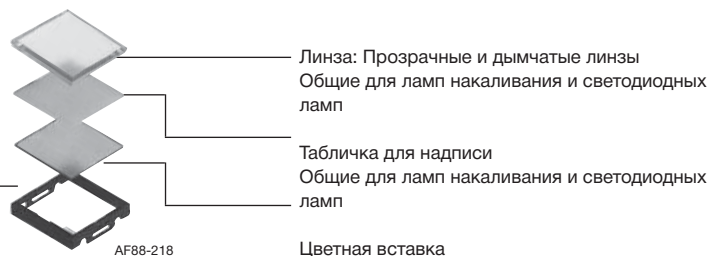 Линза: Прозрачные и дымчатые линзы
Общие для ламп накаливания и светодиодных
ламп
Табличка для надписи
Общие для ламп накаливания и светодиодных
ламп
AF88-218
Цветная вставка